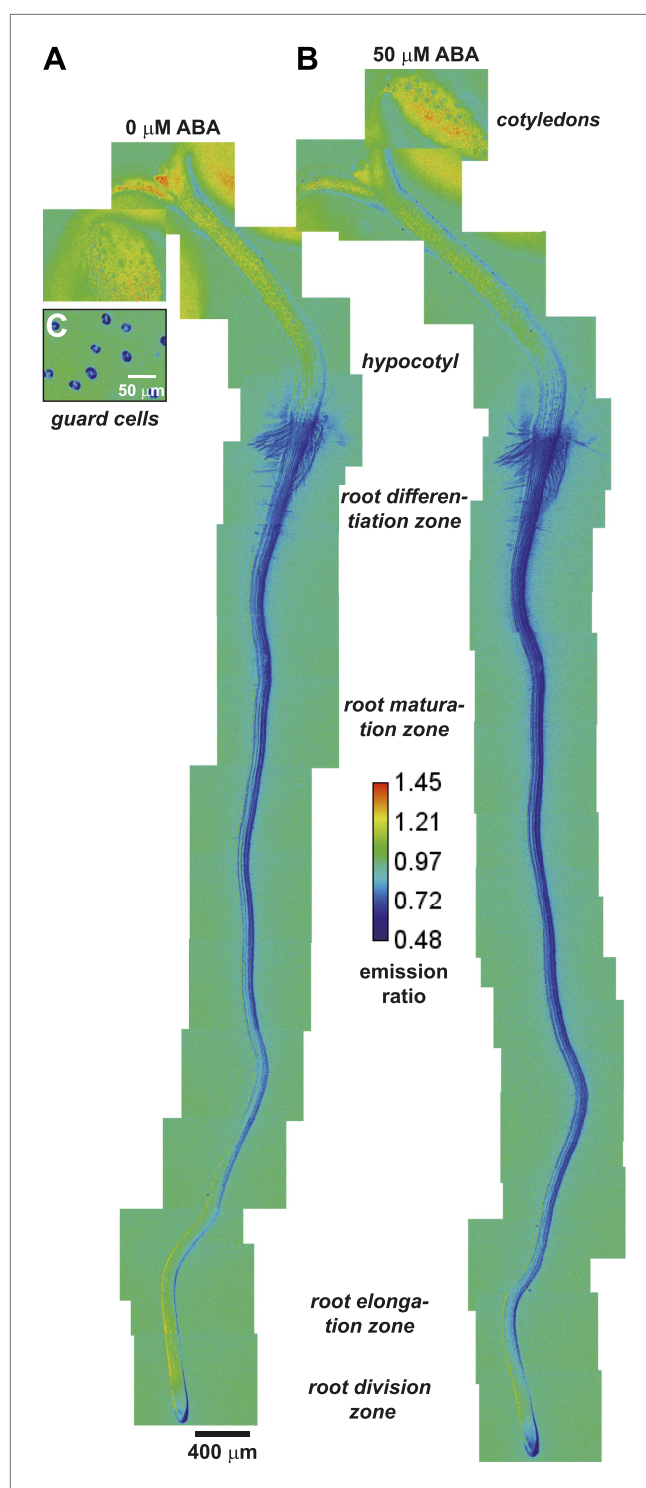 A
B
50 μM ABA
0 μM ABA
cotyledons
C
50 μm
guard cells
hypocotyl
root differen-
tiation zone
root matura-
tion zone
1.45
1.21
0.97
0.72
0.48
emission
ratio
root elonga-
tion zone
root division
zone
400 μm